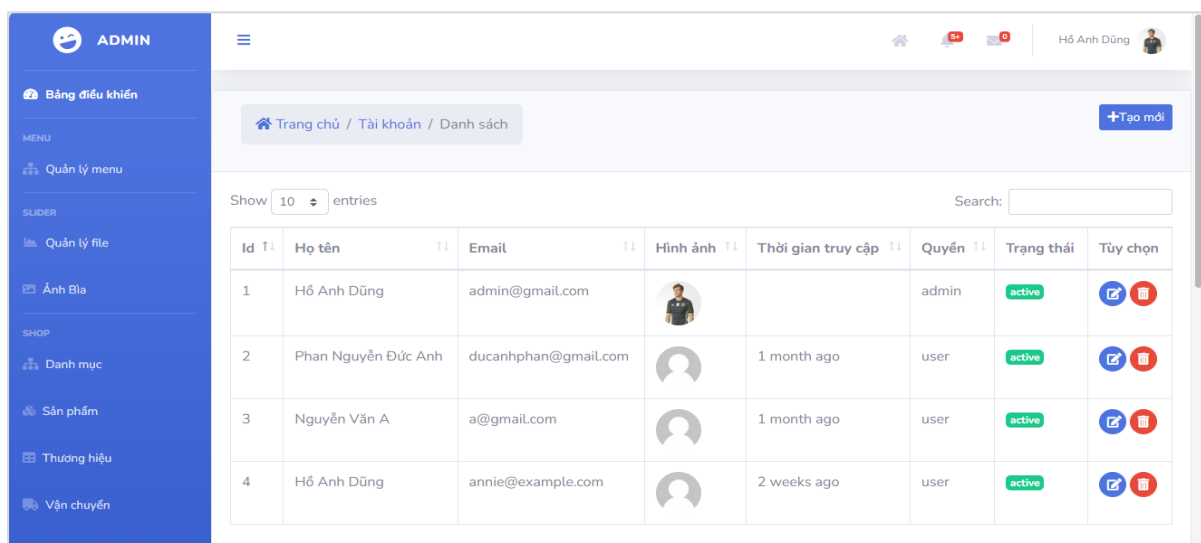 ADMIN
5+
0
Hồ Anh Dũng
Bảng điều khiển
MENU
Quản lý menu
SLIDER
Quản lý file
Ảnh Bìa
SHOP
Danh mục
Sản phẩm
Thương hiệu
Vận chuyển
Trang chủ / Tài khoản / Danh sách
+Tạo mới
Show 10 entries
Search:
Id Họ tên Email Hình ảnh Thời gian truy cập Quyền Trạng thái Tùy chọn
1 Hồ Anh Dũng admin@gmail.com admin active
2 Phan Nguyễn Đức Anh ducanhphan@gmail.com 1 month ago user active
3 Nguyễn Văn A a@gmail.com 1 month ago user active
4 Hồ Anh Dũng annie@example.com 2 weeks ago user active